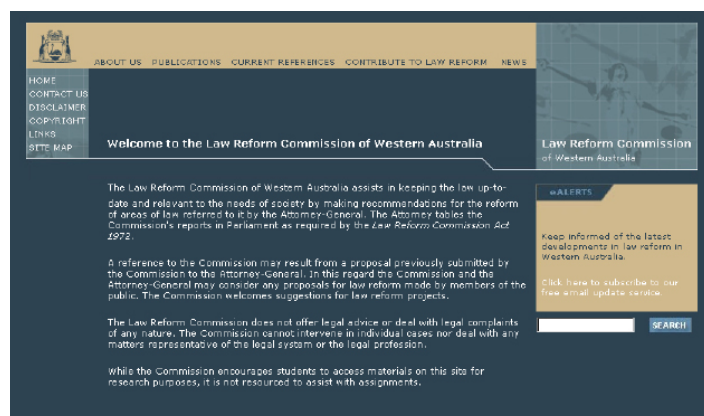 ABOUT US PUBLICATIONS CURRENT REFERENCES CONTRIBUTE TO LAW REFORM NEWS
HOME
CONTACT US
DISCLAIMER
COPYRIGHT
LINKS
SITE MAP
Welcome to the Law Reform Commission of Western Australia
Law Reform Commission
of Western Australia
The Law Reform Commission of Western Australia assists in keeping the law up-to-
date and relevant to the needs of society by making recommendations for the reform
of areas of law referred to it by the Attorney-General. The Attorney tables the
Commission's reports in Parliament as required by the Law Reform Commission Act
1972.
A reference to the Commission may result from a proposal previously submitted by
the Commission to the Attorney-General. In this regard the Commission and the
Attorney-General may consider any proposals for law reform made by members of the
public. The Commission welcomes suggestions for law reform projects.
The Law Reform Commission does not offer legal advice or deal with legal complaints
of any nature. The Commission cannot intervene in individual cases nor deal with any
matters representative of the legal system or the legal profession.
While the Commission encourages students to access materials on this site for
research purposes, it is not resourced to assist with assignments.
eALERTS
Keep informed of the latest
developments in law reform in
Western Australia.
Click here to subscribe to our
free email update service.
SEARCH